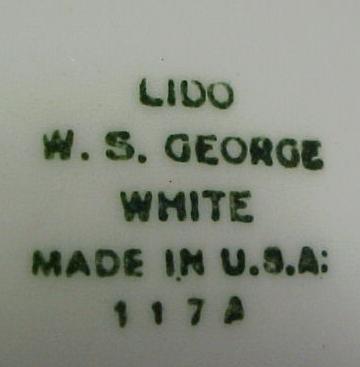 LIDO
W. S. GEORGE
WHITE
MADE IN U.S.A:
117A